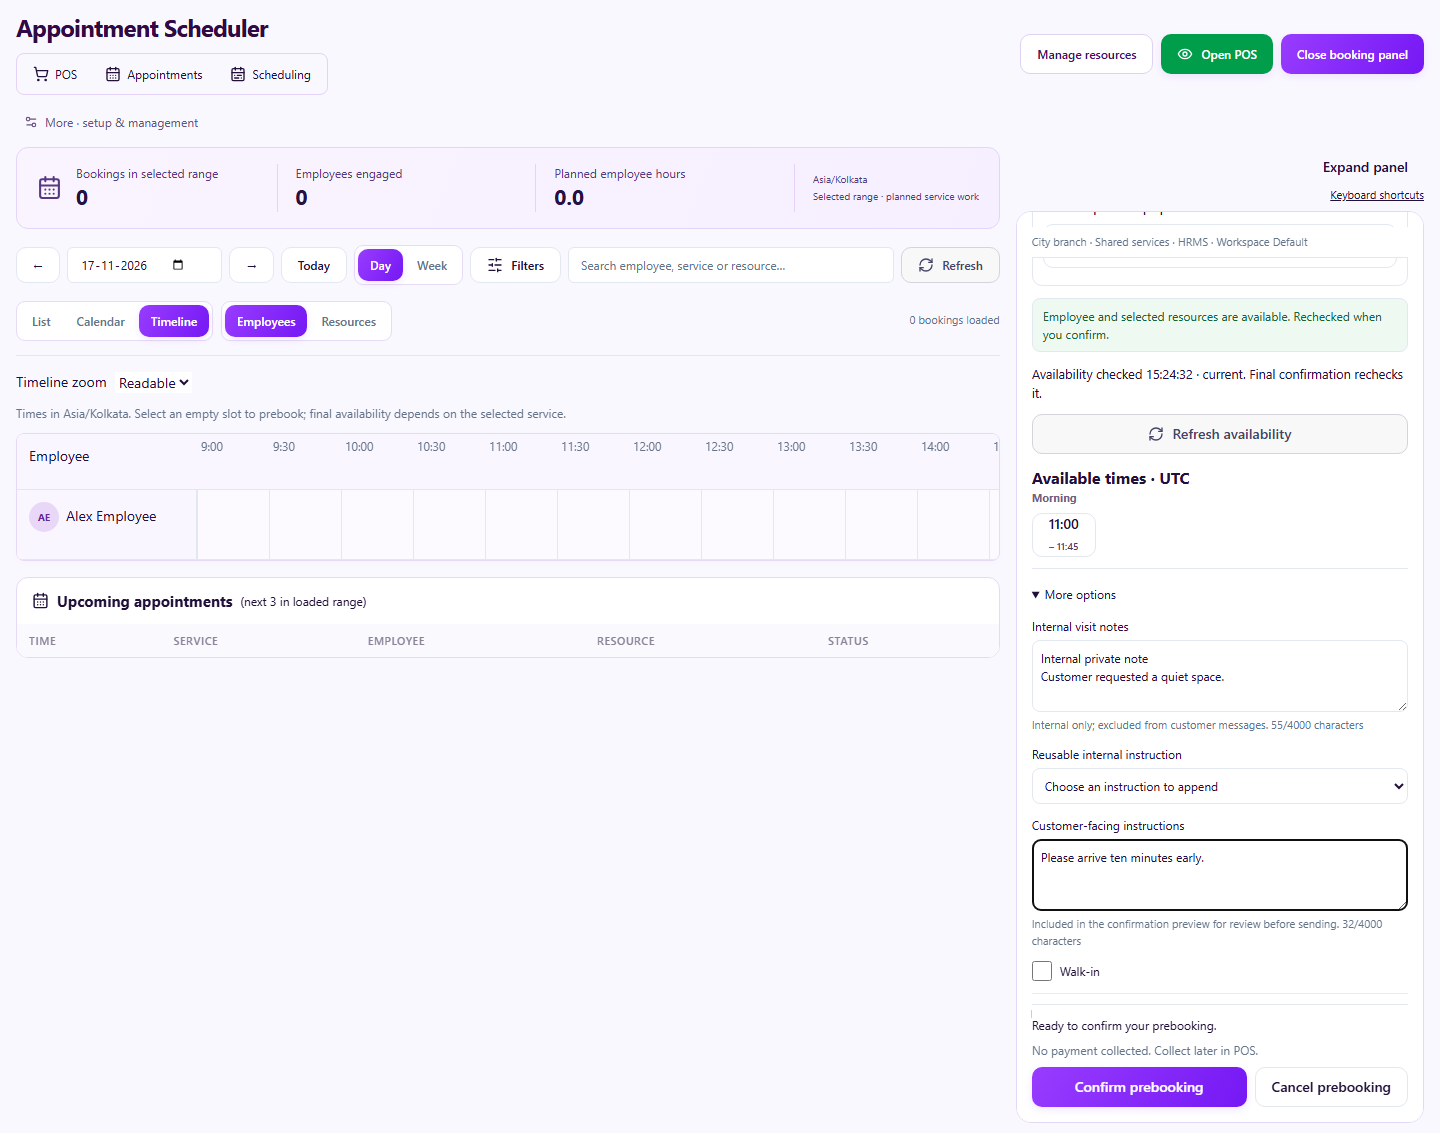 Appointment Scheduler
POS
Appointments
Scheduling
Manage resources
Open POS
Close booking panel
More · setup & management
Bookings in selected range
0
Employees engaged
0
Planned employee hours
0.0
Asia/Kolkata
Selected range · planned service work
←
17-11-2026
→
Today
Day
Week
Filters
Search employee, service or resource...
Refresh
List
Calendar
Timeline
Employees
Resources
0 bookings loaded
Timeline zoom
Readable
Times in Asia/Kolkata. Select an empty slot to prebook; final availability depends on the selected service.
Employee
9:00
9:30
10:00
10:30
11:00
11:30
12:00
12:30
13:00
13:30
14:00
AE
Alex Employee
Upcoming appointments (next 3 in loaded range)
TIME
SERVICE
EMPLOYEE
RESOURCE
STATUS
Expand panel
Keyboard shortcuts
City branch · Shared services · HRMS · Workspace Default
Employee and selected resources are available. Rechecked when
you confirm.
Availability checked 15:24:32 · current. Final confirmation rechecks
it.
Refresh availability
Available times · UTC
Morning
11:00
– 11:45
▼ More options
Internal visit notes
Internal private note
Customer requested a quiet space.
Internal only; excluded from customer messages. 55/4000 characters
Reusable internal instruction
Choose an instruction to append
Customer-facing instructions
Please arrive ten minutes early.
Included in the confirmation preview for review before sending. 32/4000
characters
Walk-in
Ready to confirm your prebooking.
No payment collected. Collect later in POS.
Confirm prebooking
Cancel prebooking